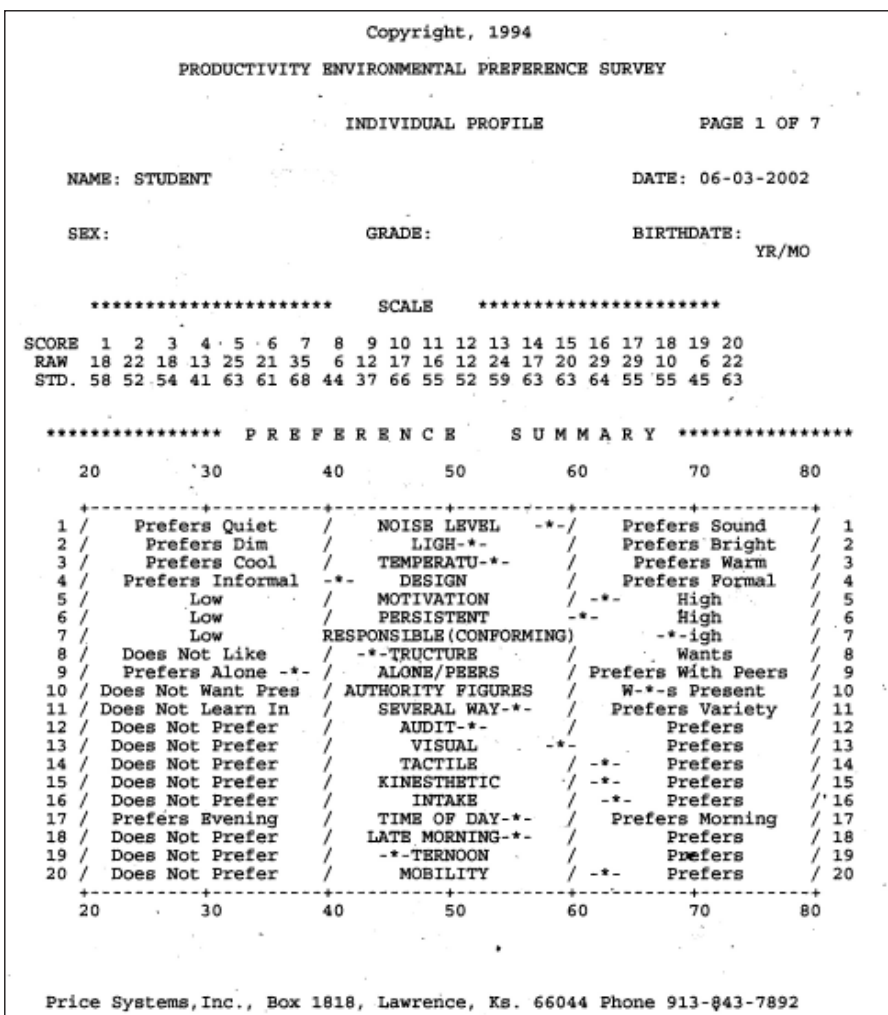 Copyright, 1994
PRODUCTIVITY ENVIRONMENTAL PREFERENCE SURVEY
INDIVIDUAL PROFILE PAGE 1 OF 7
NAME: STUDENT DATE: 06-03-2002
SEX: GRADE: BIRTHDATE:
YR/MO
********************** SCALE **********************
SCORE 1 2 3 4 5 6 7 8 9 10 11 12 13 14 15 16 17 18 19 20
RAW 18 22 18 13 25 21 35 6 12 17 16 12 24 17 20 29 29 10 6 22
STD. 58 52 54 41 63 61 68 44 37 66 55 52 59 63 63 64 55 55 45 63
**************** P R E F E R E N C E S U M M A R Y ****************
20 30 40 50 60 70 80
+---------+---------+---------+---------+---------+---------+
1 / Prefers Quiet / NOISE LEVEL -*-/ Prefers Sound / 1
2 / Prefers Dim / LIGH-*- / Prefers Bright / 2
3 / Prefers Cool / TEMPERATU-*- / Prefers Warm / 3
4 / Prefers Informal -*- DESIGN / Prefers Formal / 4
5 / Low / MOTIVATION / -*- High / 5
6 / Low / PERSISTENT -*- High / 6
7 / Low RESPONSIBLE(CONFORMING) -*-igh / 7
8 / Does Not Like / -*-TRUCTURE / Wants / 8
9 / Prefers Alone -*- / ALONE/PEERS / Prefers With Peers / 9
10 / Does Not Want Pres / AUTHORITY FIGURES / W-*-s Present / 10
11 / Does Not Learn In / SEVERAL WAY-*- / Prefers Variety / 11
12 / Does Not Prefer / AUDIT-*- / Prefers / 12
13 / Does Not Prefer / VISUAL -*- Prefers / 13
14 / Does Not Prefer / TACTILE / -*- Prefers / 14
15 / Does Not Prefer / KINESTHETIC / -*- Prefers / 15
16 / Does Not Prefer / INTAKE / -*- Prefers / 16
17 / Prefers Evening / TIME OF DAY-*- / Prefers Morning / 17
18 / Does Not Prefer / LATE MORNING-*- / Prefers / 18
19 / Does Not Prefer / -*-TERNOON / Prefers / 19
20 / Does Not Prefer / MOBILITY / -*- Prefers / 20
+---------+---------+---------+---------+---------+---------+
20 30 40 50 60 70 80
Price Systems,Inc., Box 1818, Lawrence, Ks. 66044 Phone 913-843-7892